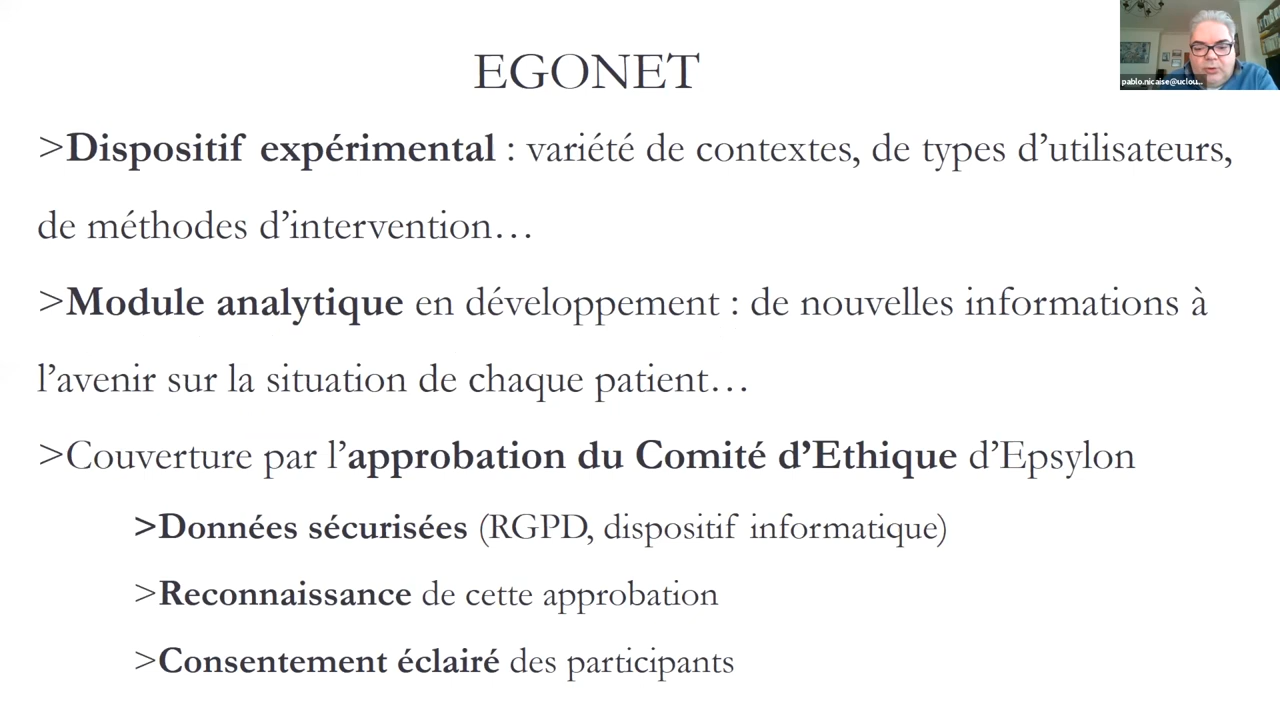 EGONET
pablo.nicaise@uclou...
>Dispositif expérimental : variété de contextes, de types d’utilisateurs,
de méthodes d’intervention…
>Module analytique en développement : de nouvelles informations à
l’avenir sur la situation de chaque patient…
>Couverture par l’approbation du Comité d’Ethique d’Epsylon
>Données sécurisées (RGPD, dispositif informatique)
>Reconnaissance de cette approbation
>Consentement éclairé des participants